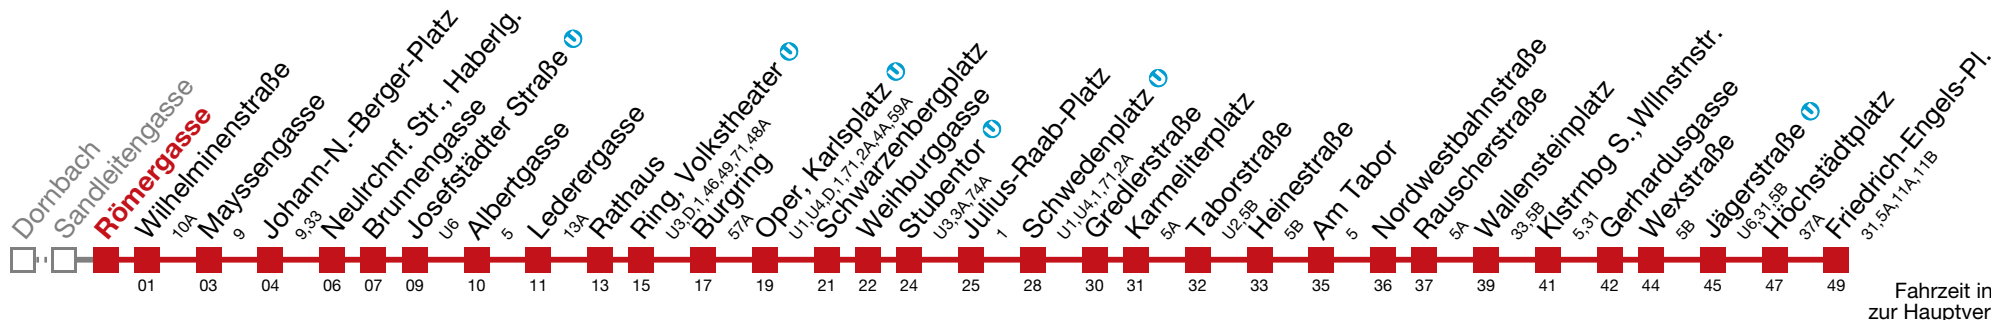 Dornbach
Sandleitengasse
Römergasse
Wilhelminenstraße
10A
Mayssengasse
9
Johann-N.-Berger-Platz
9,33
Neulrchnf. Str., Haberlg.
Brunnengasse
Josefstädter Straße U
U6
Albertgasse
5
Lederergasse
13A
Rathaus
Ring, Volkstheater U
U3,D,1,46,49,71,48A
Burgring
57A
Oper, Karlsplatz U
U1,U4,D,1,71,2A,4A,59A
Schwarzenbergplatz
Weihburggasse
Stubentor U
U3,3A,74A
Julius-Raab-Platz
1
Schwedenplatz U
U1,U4,1,71,2A
Gredlerstraße
Karmeliterplatz
5A
Taborstraße
U2,5B
Heinestraße
5B
Am Tabor
5
Nordwestbahnstraße
Rauscherstraße
5A
Wallensteinplatz
33,5B
Klstrnbg S.,Wllnstnstr.
5,31
Gerhardusgasse
Wexstraße
5B
Jägerstraße U
U6,31,5B
Höchstädtplatz
37A
Friedrich-Engels-Pl.
31,5A,11A,11B
01 03 04 06 07 09 10 11 13 15 17 19 21 22 24 25 28 30 31 32 33 35 36 37 39 41 42 44 45 47 49
Fahrzeit in
zur Hauptver